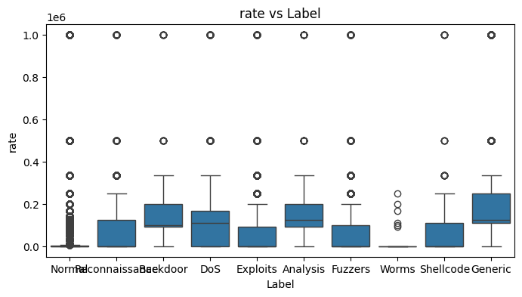 rate vs Label
1e6
1.0
0.8
0.6
0.4
0.2
0.0
rate
Normal Reconnaissance Backdoor DoS Exploits Analysis Fuzzers Worms Shellcode Generic
Label